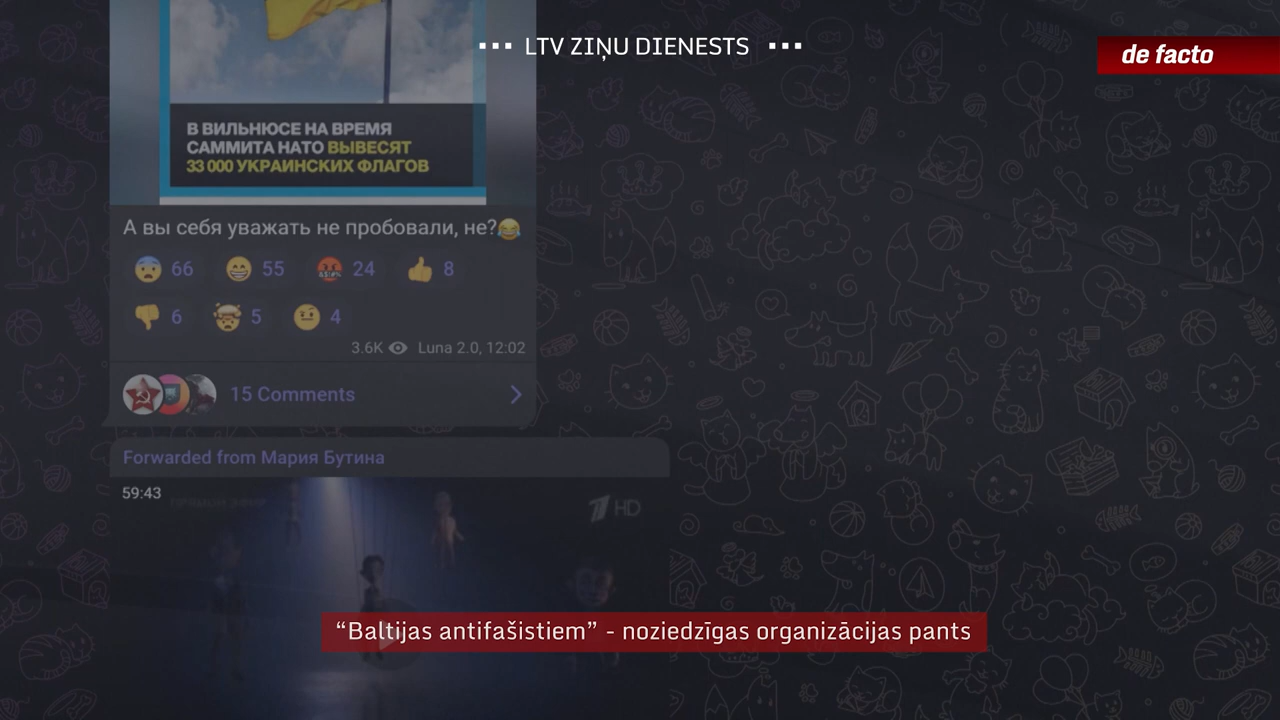 LTV ZIŅU DIENESTS
de facto
В ВИЛЬНЮСЕ НА ВРЕМЯ
САММИТА НАТО ВЫВЕСЯТ
33 000 УКРАИНСКИХ ФЛАГОВ
А вы себя уважать не пробовали, не?😂
66 55 24 8
6 5 4
3.6K Luna 2.0, 12:02
15 Comments
Forwarded from Мария Бутина
59:43
HD
“Baltijas antifašistiem” - noziedzīgas organizācijas pants